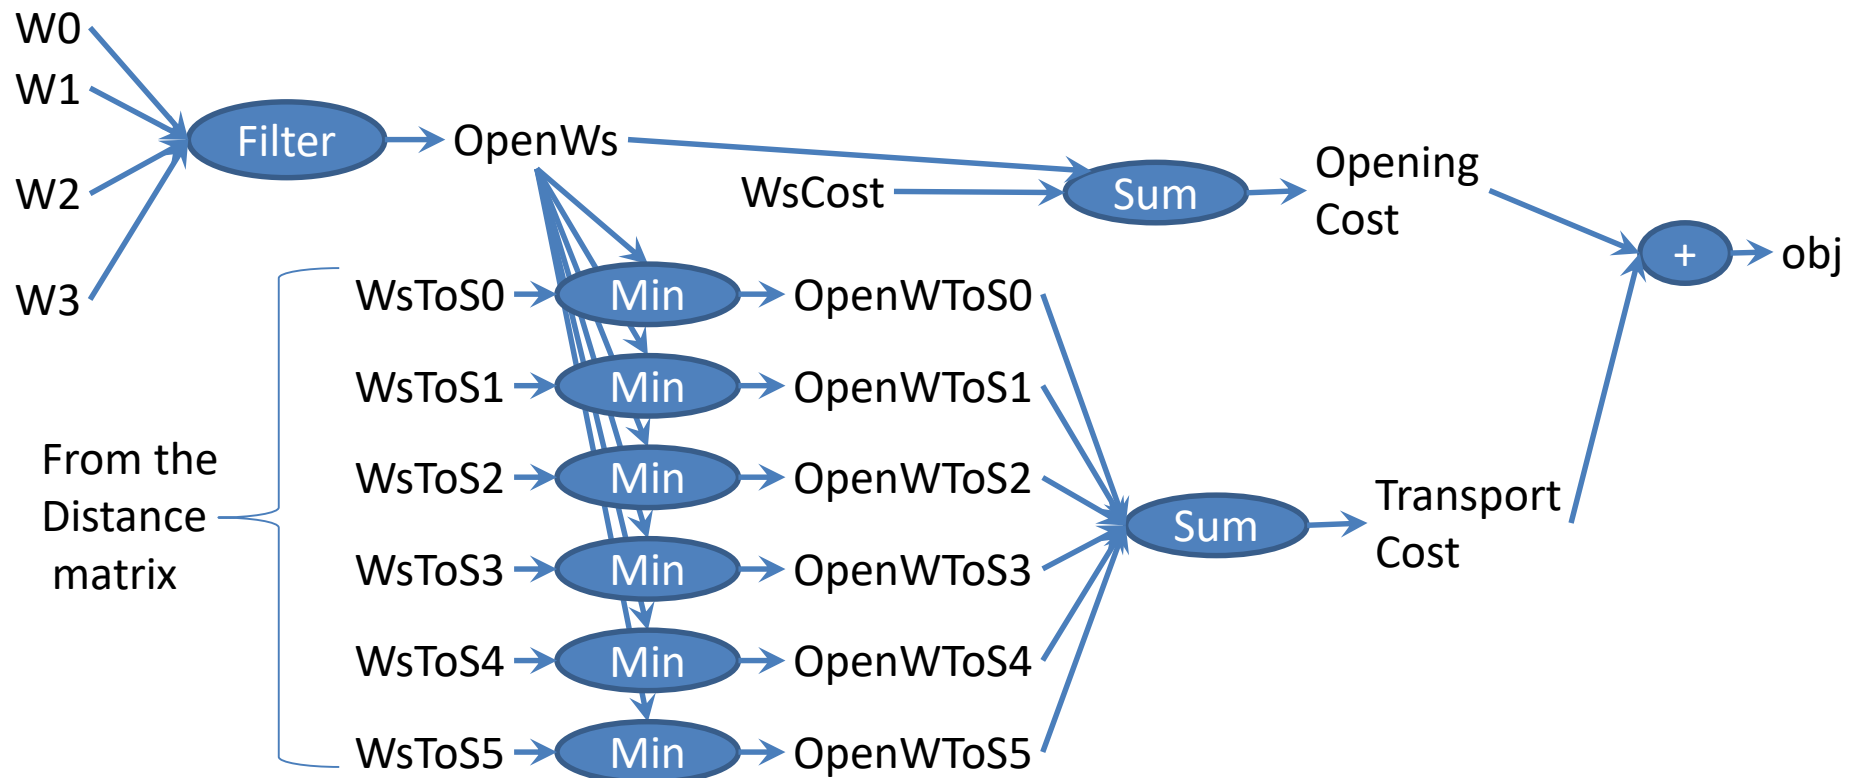 W0
W1
W2
W3
Filter
OpenWs
WsCost
Sum
Opening
Cost
+
obj
From the
Distance
matrix
WsToS0
Min
OpenWToS0
WsToS1
Min
OpenWToS1
WsToS2
Min
OpenWToS2
WsToS3
Min
OpenWToS3
WsToS4
Min
OpenWToS4
WsToS5
Min
OpenWToS5
Sum
Transport
Cost